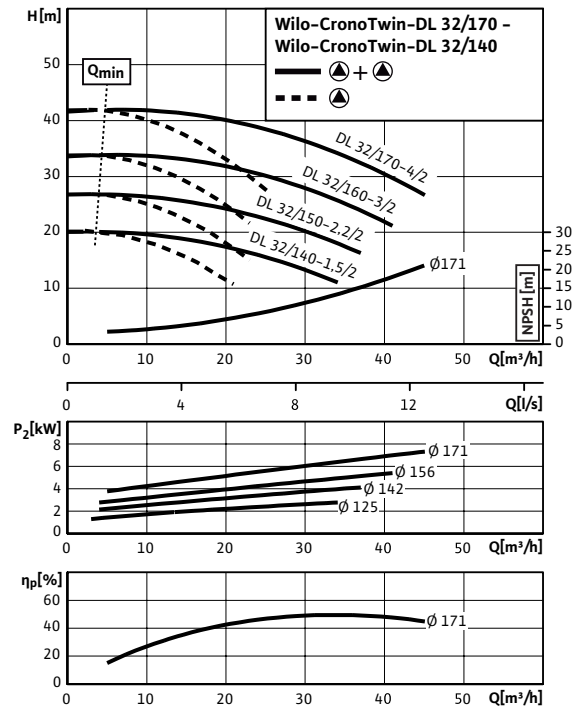 H [m]
Wilo-CronoTwin-DL 32/170 –
Wilo-CronoTwin-DL 32/140
+
Qmin
50
40
30
20
10
0
DL 32/170-4/2
DL 32/160-3/2
DL 32/150-2,2/2
DL 32/140-1,5/2
Ø171
30
25
20
15
10
5
0
NPSH [m]
0 10 20 30 40 50 Q[m³/h]
0 4 8 12 Q[l/s]
P₂[kW]
8
6
4
2
0
Ø 171
Ø 156
Ø 142
Ø 125
0 10 20 30 40 50 Q[m³/h]
ηp[%]
60
40
20
0
Ø 171
0 10 20 30 40 50 Q[m³/h]